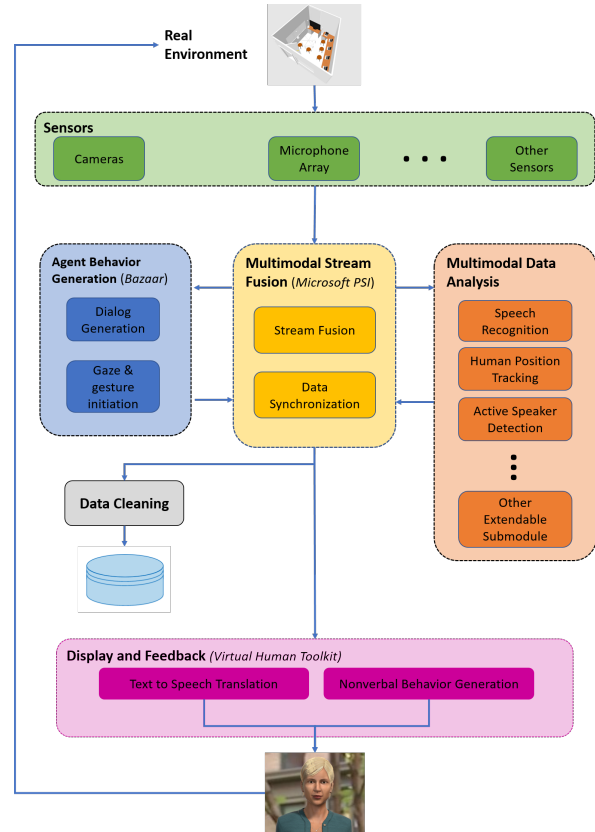 Real
Environment
Sensors
Cameras
Microphone
Array
Other
Sensors
Agent Behavior
Generation (Bazaar)
Dialog
Generation
Gaze &
gesture
initiation
Multimodal Stream
Fusion (Microsoft PSI)
Stream Fusion
Data
Synchronization
Multimodal Data
Analysis
Speech
Recognition
Human Position
Tracking
Active Speaker
Detection
Other
Extendable
Submodule
Data Cleaning
Display and Feedback (Virtual Human Toolkit)
Text to Speech Translation
Nonverbal Behavior Generation